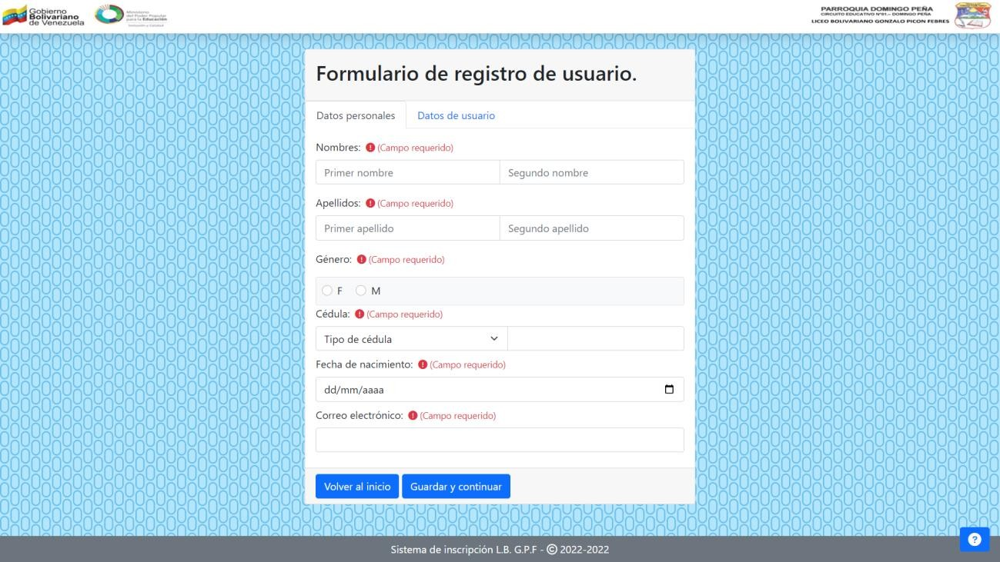 Gobierno
Bolivariano
de Venezuela
Ministerio
del Poder Popular
para la Educación
Inclusión y Calidad
PARROQUIA DOMINGO PEÑA
CIRCUITO EDUCATIVO Nº01.- DOMINGO PEÑA
LICEO BOLIVARIANO GONZALO PICON FEBRES
Formulario de registro de usuario.
Datos personales Datos de usuario
Nombres: (Campo requerido)
Primer nombre Segundo nombre
Apellidos: (Campo requerido)
Primer apellido Segundo apellido
Género: (Campo requerido)
F M
Cédula: (Campo requerido)
Tipo de cédula
Fecha de nacimiento: (Campo requerido)
dd/mm/aaaa
Correo electrónico: (Campo requerido)
Volver al inicio Guardar y continuar
Sistema de inscripción L.B. G.P.F - © 2022-2022